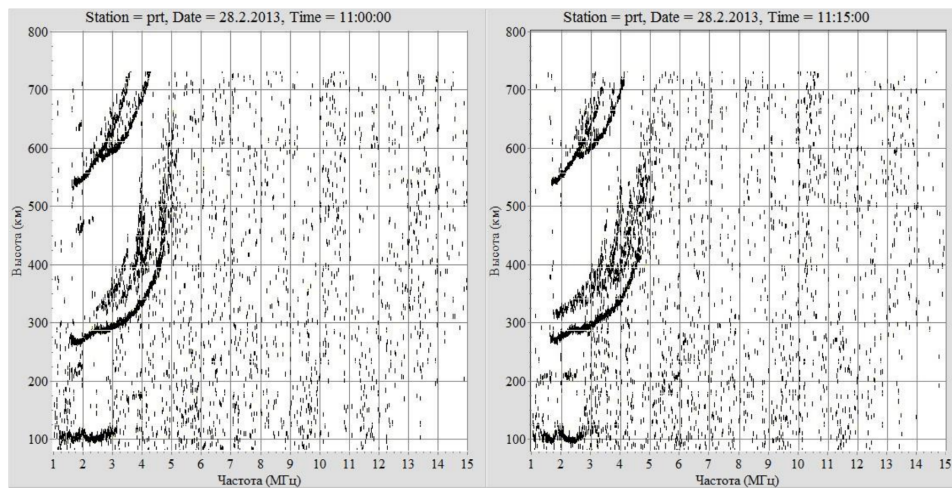 Station = prt, Date = 28.2.2013, Time = 11:00:00
800
700
600
500
400
300
200
100
Высота (км)
1 2 3 4 5 6 7 8 9 10 11 12 13 14 15
Частота (МГц)
Station = prt, Date = 28.2.2013, Time = 11:15:00
800
700
600
500
400
300
200
100
Высота (км)
1 2 3 4 5 6 7 8 9 10 11 12 13 14 15
Частота (МГц)